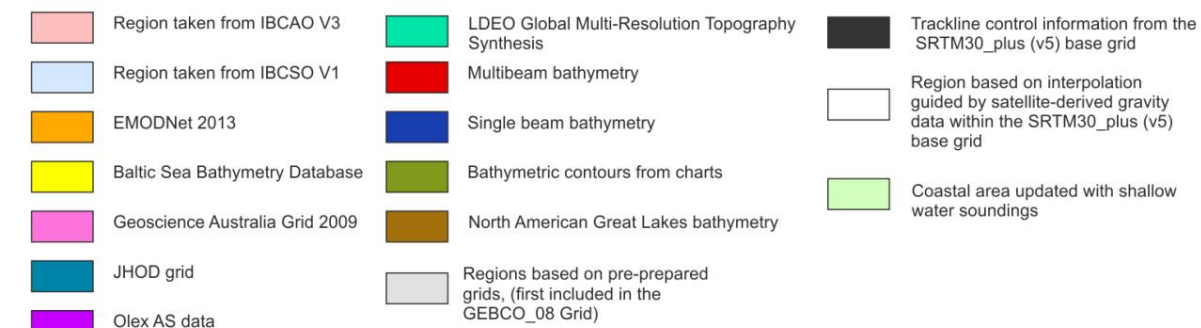 Region taken from IBCAO V3
Region taken from IBCSO V1
EMODNet 2013
Baltic Sea Bathymetry Database
Geoscience Australia Grid 2009
JHOD grid
Olex AS data
LDEO Global Multi-Resolution Topography
Synthesis
Multibeam bathymetry
Single beam bathymetry
Bathymetric contours from charts
North American Great Lakes bathymetry
Regions based on pre-prepared
grids, (first included in the
GEBCO_08 Grid)
Trackline control information from the
SRTM30_plus (v5) base grid
Region based on interpolation
guided by satellite-derived gravity
data within the SRTM30_plus (v5)
base grid
Coastal area updated with shallow
water soundings